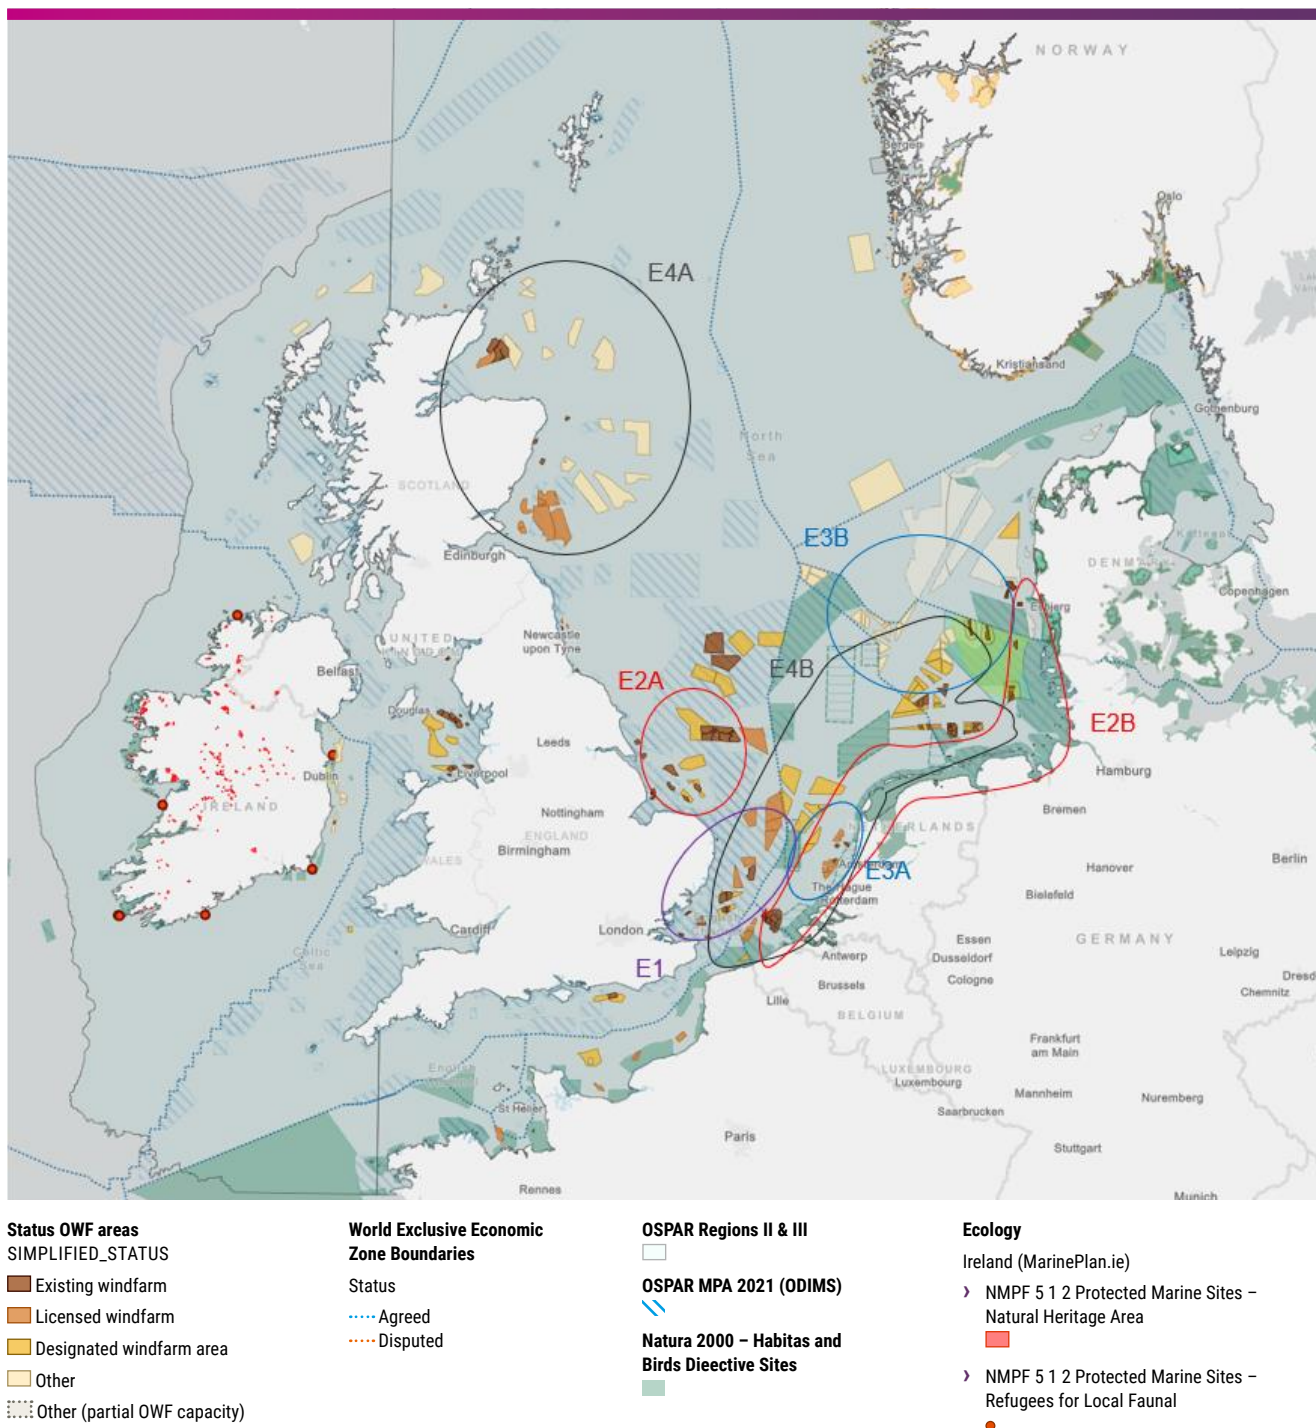 NORWAY
Bergen
Oslo
E4A
Kristiansand
Gothenburg
North
Sea
SCOTLAND
Edinburgh
E3B
DENMARK
Copenhagen
Esbjerg
UNITED
KINGDOM
Newcastle
upon Tyne
Belfast
E4B
E2A
E2B
Douglas
Leeds
Hamburg
Dublin
Liverpool
Bremen
IRELAND
Nottingham
NETHERLANDS
ENGLAND
Birmingham
WALES
Hanover
Berlin
Amsterdam
E3A
The Hague
Rotterdam
Bielefeld
Cardiff
London
Celtic
Sea
E1
Essen
GERMANY
Antwerp
Dusseldorf
Leipzig
Brussels
Cologne
Dresd
Lille
Chemnitz
BELGIUM
Frankfurt
am Main
English
LUXEMBOURG
Luxembourg
Mannheim
Nuremberg
St Helier
Saarbrucken
Paris
Stuttgart
Rennes
Munich
Status OWF areas
SIMPLIFIED_STATUS
Existing windfarm
Licensed windfarm
Designated windfarm area
Other
Other (partial OWF capacity)
World Exclusive Economic
Zone Boundaries
Status
Agreed
Disputed
OSPAR Regions II & III
OSPAR MPA 2021 (ODIMS)
Natura 2000 – Habitas and
Birds Dieective Sites
Ecology
Ireland (MarinePlan.ie)
› NMPF 5 1 2 Protected Marine Sites –
Natural Heritage Area
› NMPF 5 1 2 Protected Marine Sites –
Refugees for Local Faunal